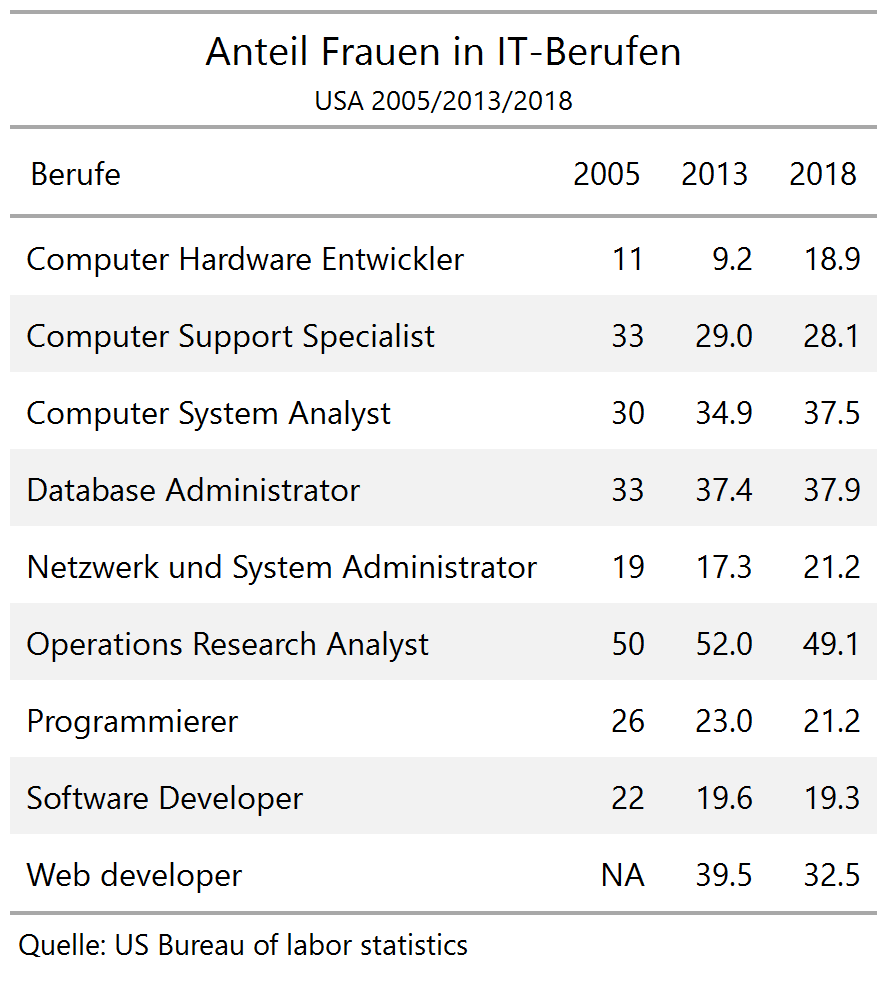 Anteil Frauen in IT-Berufen
USA 2005/2013/2018
Berufe 2005 2013 2018
Computer Hardware Entwickler 11 9.2 18.9
Computer Support Specialist 33 29.0 28.1
Computer System Analyst 30 34.9 37.5
Database Administrator 33 37.4 37.9
Netzwerk und System Administrator 19 17.3 21.2
Operations Research Analyst 50 52.0 49.1
Programmierer 26 23.0 21.2
Software Developer 22 19.6 19.3
Web developer NA 39.5 32.5
Quelle: US Bureau of labor statistics